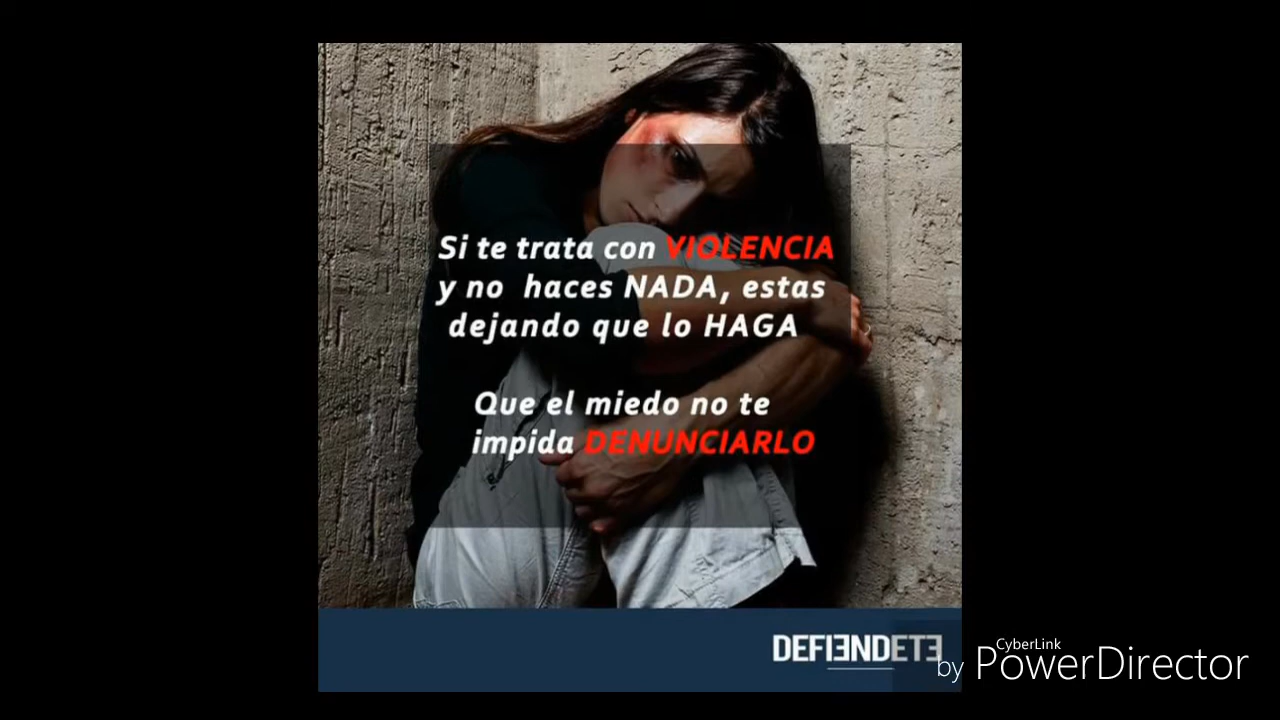 Si te trata con VIOLENCIA
y no haces NADA, estas
dejando que lo HAGA
Que el miedo no te
impida DENUNCIARLO
DEFIENDETE
CyberLink
by PowerDirector